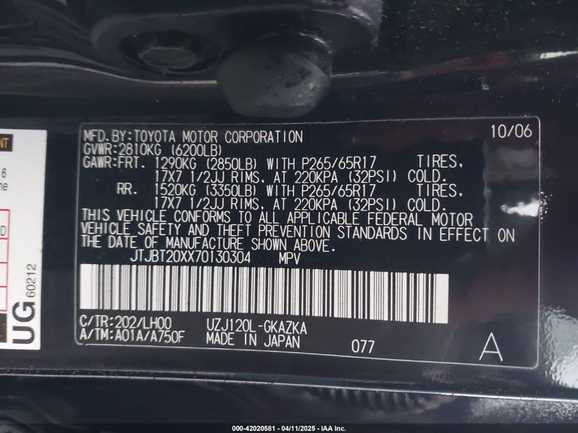 MFD.BY:TOYOTA MOTOR CORPORATION 10/06
GVWR:2810KG (6200LB)
GAWR:FRT. 1290KG (2850LB) WITH P265/65R17 TIRES.
17X7 1/2JJ RIMS. AT 220KPA (32PSI) COLD.
RR. 1520KG (3350LB) WITH P265/65R17 TIRES.
17X7 1/2JJ RIMS. AT 220KPA (32PSI) COLD.
THIS VEHICLE CONFORMS TO ALL APPLICABLE FEDERAL MOTOR
VEHICLE SAFETY AND THEFT PREVENTION STANDARDS IN EFFECT ON
THE DATE OF MANUFACTURE SHOWN ABOVE.
JTJBT20XX70130304 MPV
C/TR:202/LH00 UZJ120L-GKAZKA
A/TM:A01A/A750F MADE IN JAPAN 077 A
UG 60212
000-42020581 - 04/11/2025 - IAA Inc.